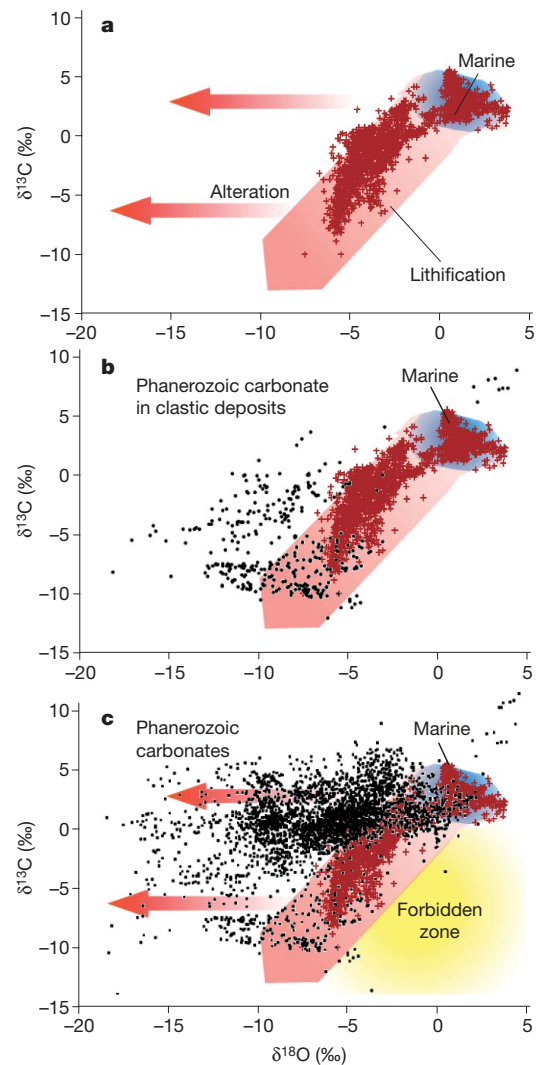 a
10
5
0
−5
−10
−15
δ13C (‰)
Marine
Alteration
Lithification
−20
−15
−10
−5
0
5
b
Phanerozoic carbonate
in clastic deposits
Marine
10
5
0
−5
−10
−15
δ13C (‰)
−20
−15
−10
−5
0
5
c
Phanerozoic
carbonates
Marine
Forbidden
zone
10
5
0
−5
−10
−15
δ13C (‰)
−20
−15
−10
−5
0
5
δ18O (‰)